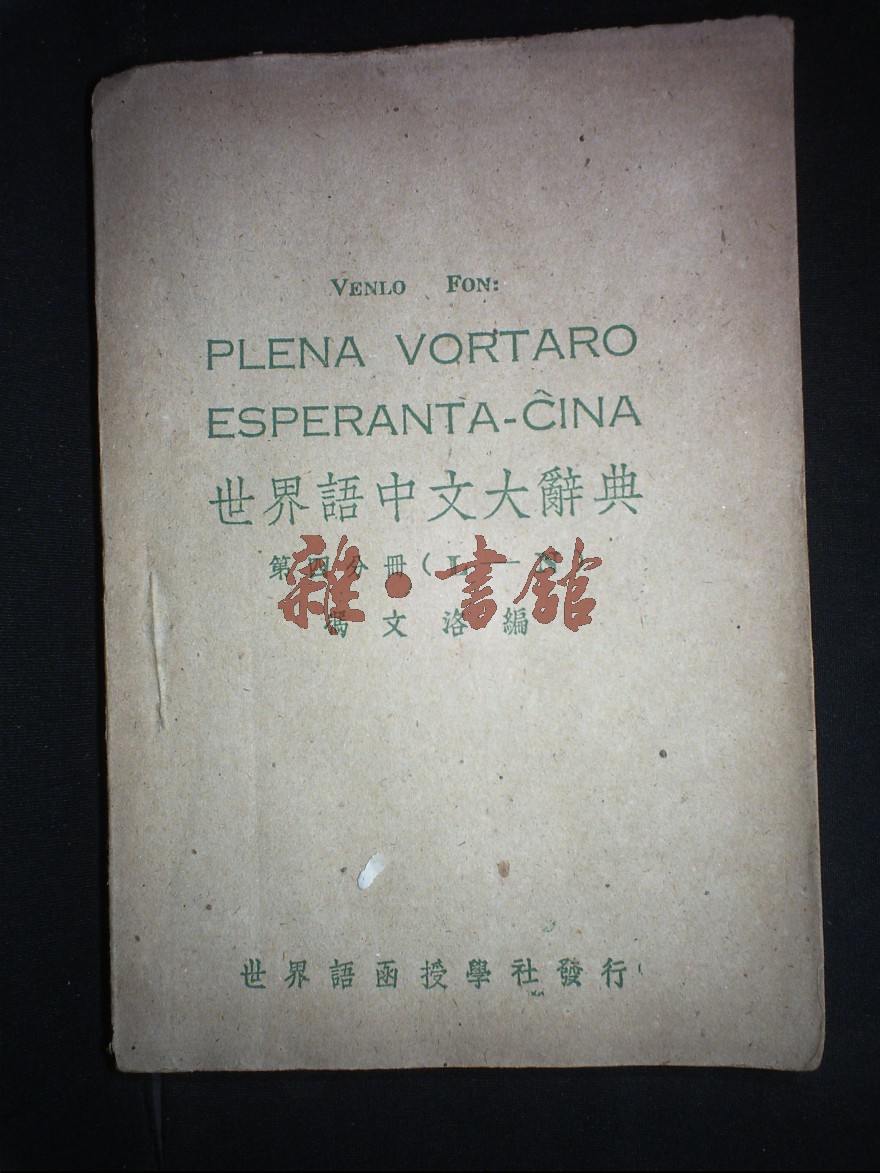 VENLO FON:
PLENA VORTARO
ESPERANTA-ĈINA
世界語中文大辭典
第四分冊(L—N)
雜·書館
馮文洛編
世界語函授學社發行